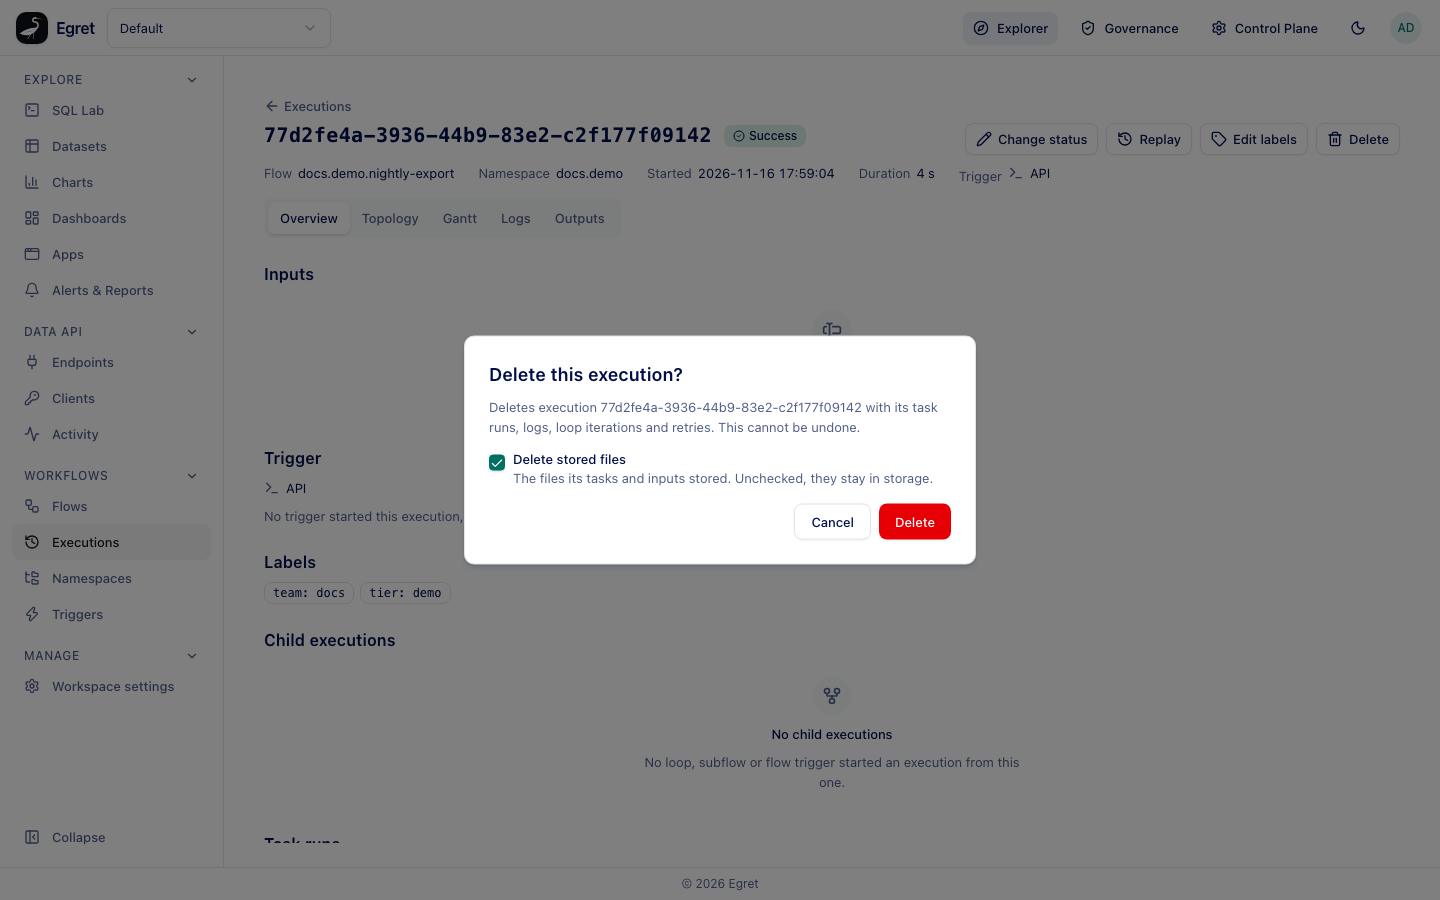 Egret
Default
Explorer
Governance
Control Plane
AD
EXPLORE
SQL Lab
Datasets
Charts
Dashboards
Apps
Alerts & Reports
DATA API
Endpoints
Clients
Activity
WORKFLOWS
Flows
Executions
Namespaces
Triggers
MANAGE
Workspace settings
Collapse
Executions
77d2fe4a-3936-44b9-83e2-c2f177f09142
Success
Change status
Replay
Edit labels
Delete
Flow docs.demo.nightly-export
Namespace docs.demo
Started 2026-11-16 17:59:04
Duration 4 s
Trigger API
Overview
Topology
Gantt
Logs
Outputs
Inputs
Delete this execution?
Deletes execution 77d2fe4a-3936-44b9-83e2-c2f177f09142 with its task
runs, logs, loop iterations and retries. This cannot be undone.
Delete stored files
The files its tasks and inputs stored. Unchecked, they stay in storage.
Cancel
Delete
Trigger
API
No trigger started this execution,
Labels
team: docs
tier: demo
Child executions
No child executions
No loop, subflow or flow trigger started an execution from this
one.
Task runs
© 2026 Egret